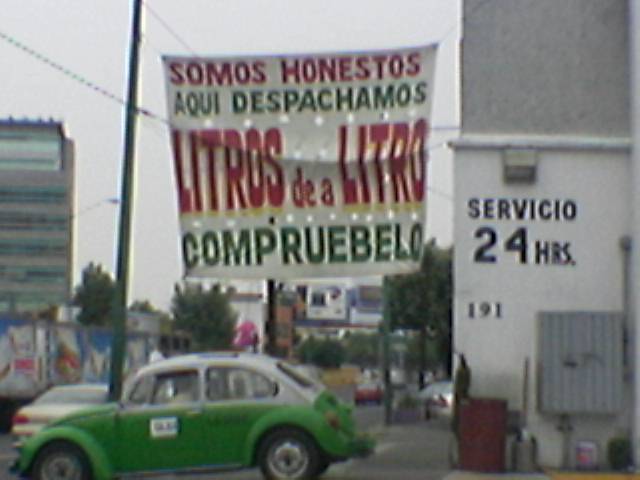 SOMOS HONESTOS
AQUI DESPACHAMOS
LITROS de a LITRO
COMPRUEBELO
SERVICIO
24 HRS.
191